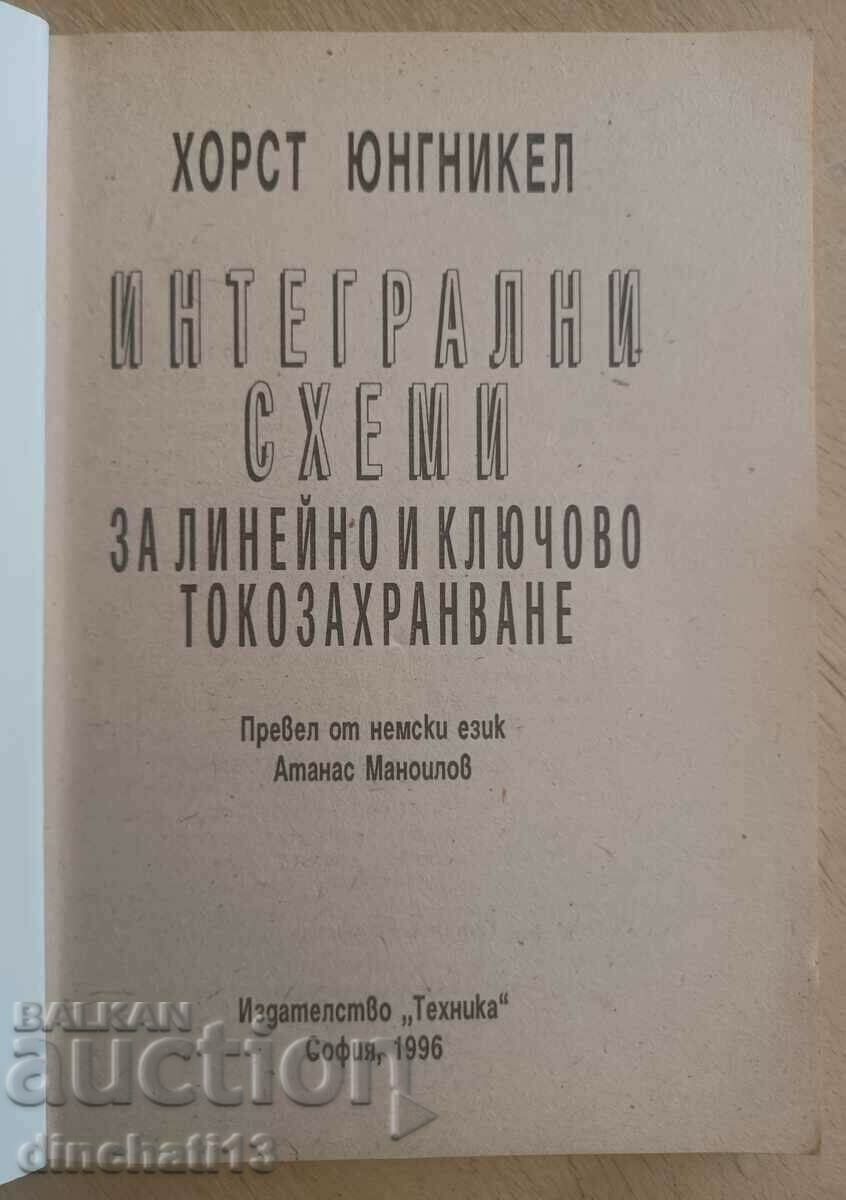 ХОРСТ ЮНГНИКЕЛ
ИНТЕГРАЛНИ
СХЕМИ
ЗА ЛИНЕЙНО И КЛЮЧОВО
ТОКОЗАХРАНВАНЕ
Превел от немски език
Атанас Маноилов
Издателство „Техника“
София, 1996
BALKAN
auction
dinchati13